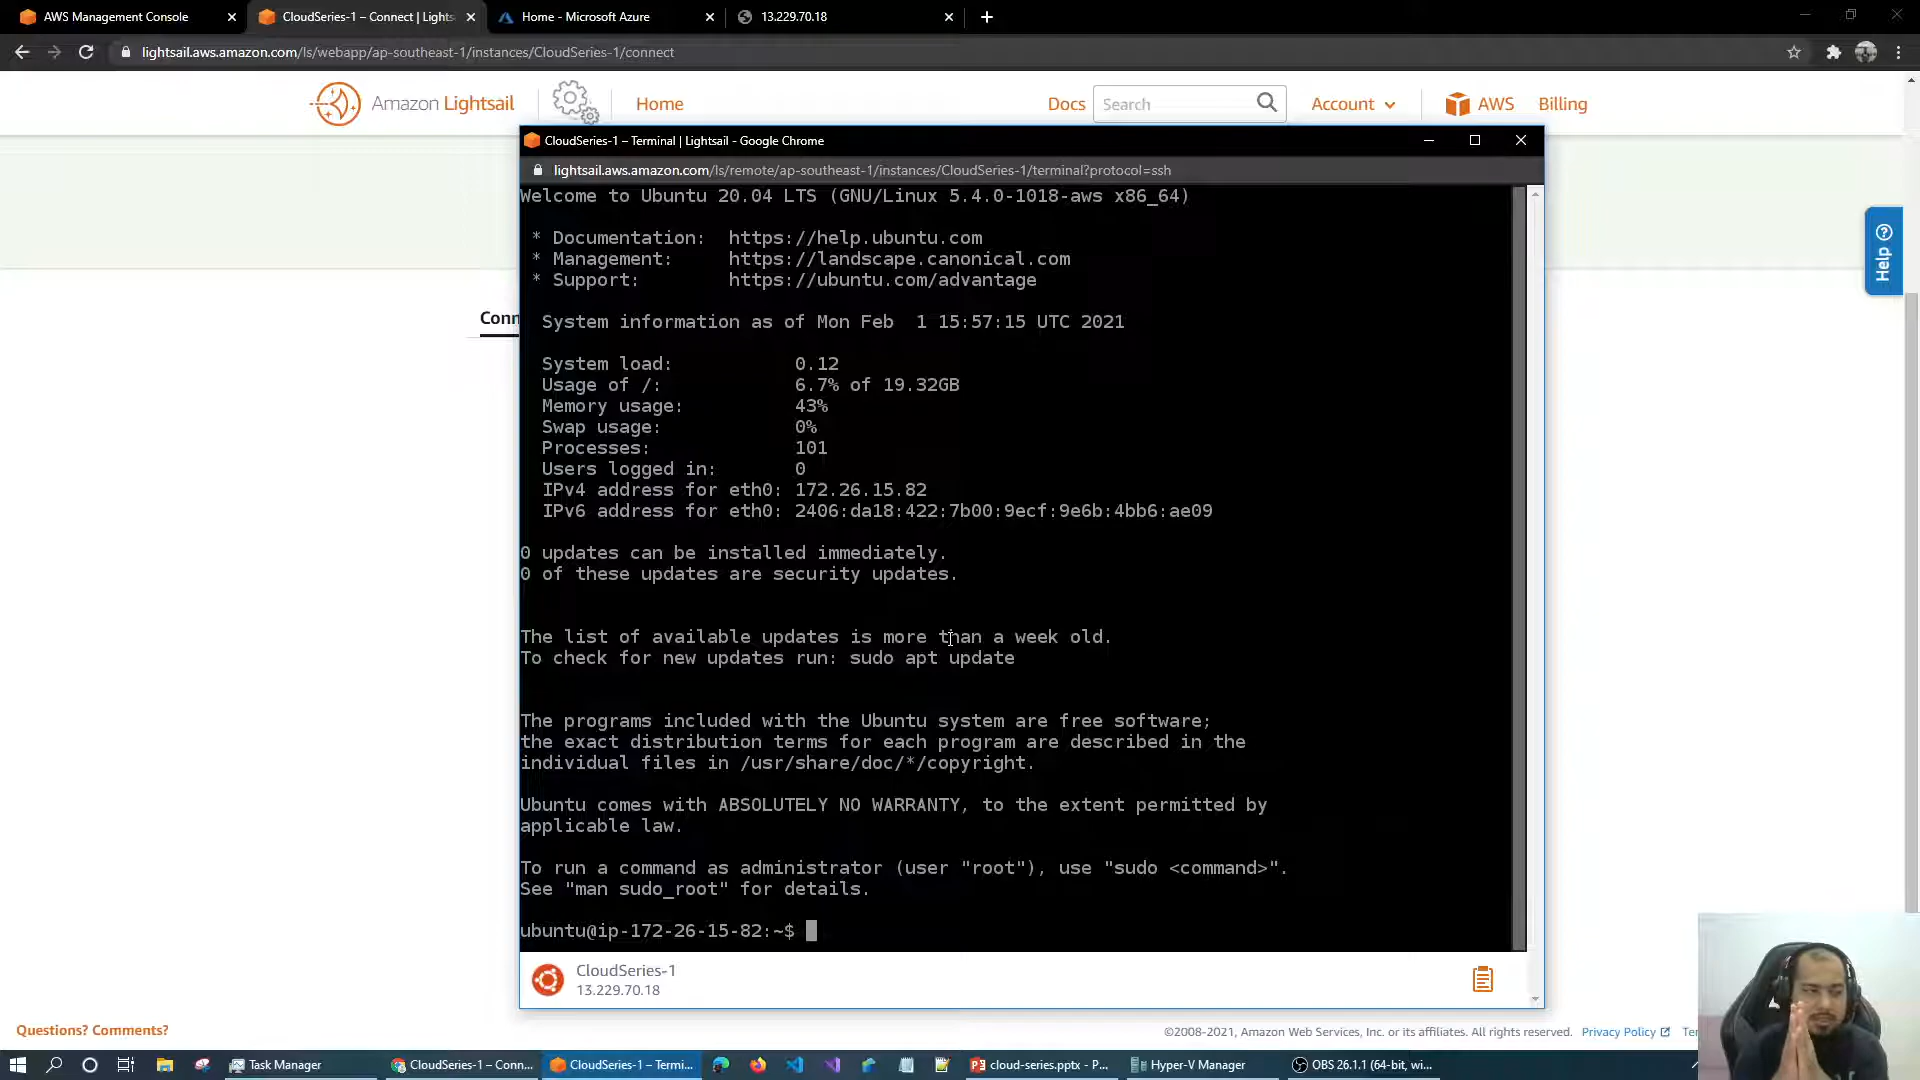 AWS Management Console
CloudSeries-1 – Connect | Lights
Home - Microsoft Azure
13.229.70.18
lightsail.aws.amazon.com/ls/webapp/ap-southeast-1/instances/CloudSeries-1/connect
Amazon Lightsail
Home
Docs
Search
Account
AWS
Billing
CloudSeries-1 – Terminal | Lightsail - Google Chrome
lightsail.aws.amazon.com/ls/remote/ap-southeast-1/instances/CloudSeries-1/terminal?protocol=ssh
Welcome to Ubuntu 20.04 LTS (GNU/Linux 5.4.0-1018-aws x86_64)
* Documentation: https://help.ubuntu.com
* Management: https://landscape.canonical.com
* Support: https://ubuntu.com/advantage
Help
Conn
System information as of Mon Feb 1 15:57:15 UTC 2021
System load: 0.12
Usage of /: 6.7% of 19.32GB
Memory usage: 43%
Swap usage: 0%
Processes: 101
Users logged in: 0
IPv4 address for eth0: 172.26.15.82
IPv6 address for eth0: 2406:da18:422:7b00:9ecf:9e6b:4bb6:ae09
0 updates can be installed immediately.
0 of these updates are security updates.
The list of available updates is more than a week old.
To check for new updates run: sudo apt update
The programs included with the Ubuntu system are free software;
the exact distribution terms for each program are described in the
individual files in /usr/share/doc/*/copyright.
Ubuntu comes with ABSOLUTELY NO WARRANTY, to the extent permitted by
applicable law.
To run a command as administrator (user "root"), use "sudo <command>".
See "man sudo_root" for details.
ubuntu@ip-172-26-15-82:~$
CloudSeries-1
13.229.70.18
Questions? Comments?
©2008-2021, Amazon Web Services, Inc. or its affiliates. All rights reserved.
Privacy Policy
Ter
Task Manager
CloudSeries-1 – Conn...
CloudSeries-1 – Termi...
cloud-series.pptx - P...
Hyper-V Manager
OBS 26.1.1 (64-bit, wi...